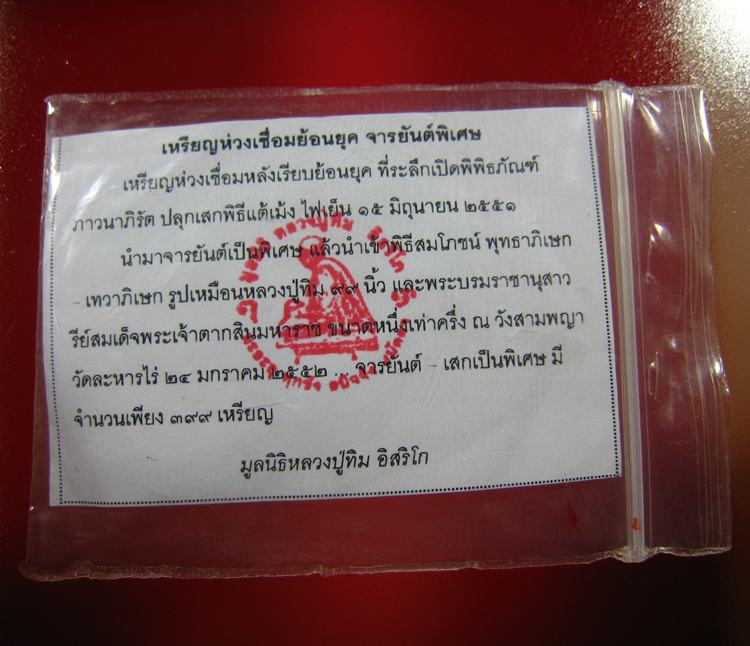 เหรียญห่วงเชื่อมย้อนยุค จารยันต์พิเศษ
เหรียญห่วงเชื่อมหลังเรียบย้อนยุค ที่ระลึกเปิดพิพิธภัณฑ์
ภาวนาภิรัต ปลุกเสกพิธีแต้เม้ง ไฟเย็น ๑๕ มิถุนายน ๒๕๕๑
นำมาจารยันต์เป็นพิเศษ แล้วนำเข้าพิธีสมโภชน์ พุทธาภิเษก
- เทวาภิเษก รูปเหมือนหลวงปู่ทิม ๙๙ นิ้ว และพระบรมราชานุสาว
รีย์สมเด็จพระเจ้าตากสินมหาราช ขนาดหนึ่งเท่าครึ่ง ณ วังสามพญา
วัดละหารไร่ ๒๔ มกราคม ๒๕๕๒ ... จารยันต์ - เสกเป็นพิเศษ มี
จำนวนเพียง ๓๙๙ เหรียญ
มูลนิธิหลวงปู่ทิม อิสริโก